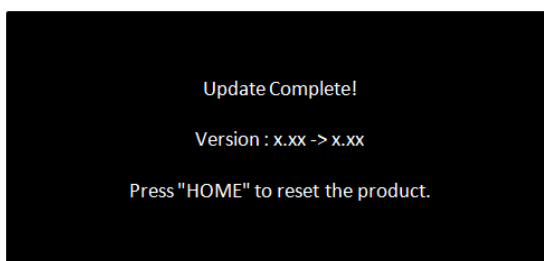 Update Complete!
Version : x.xx -> x.xx
Press "HOME" to reset the product.